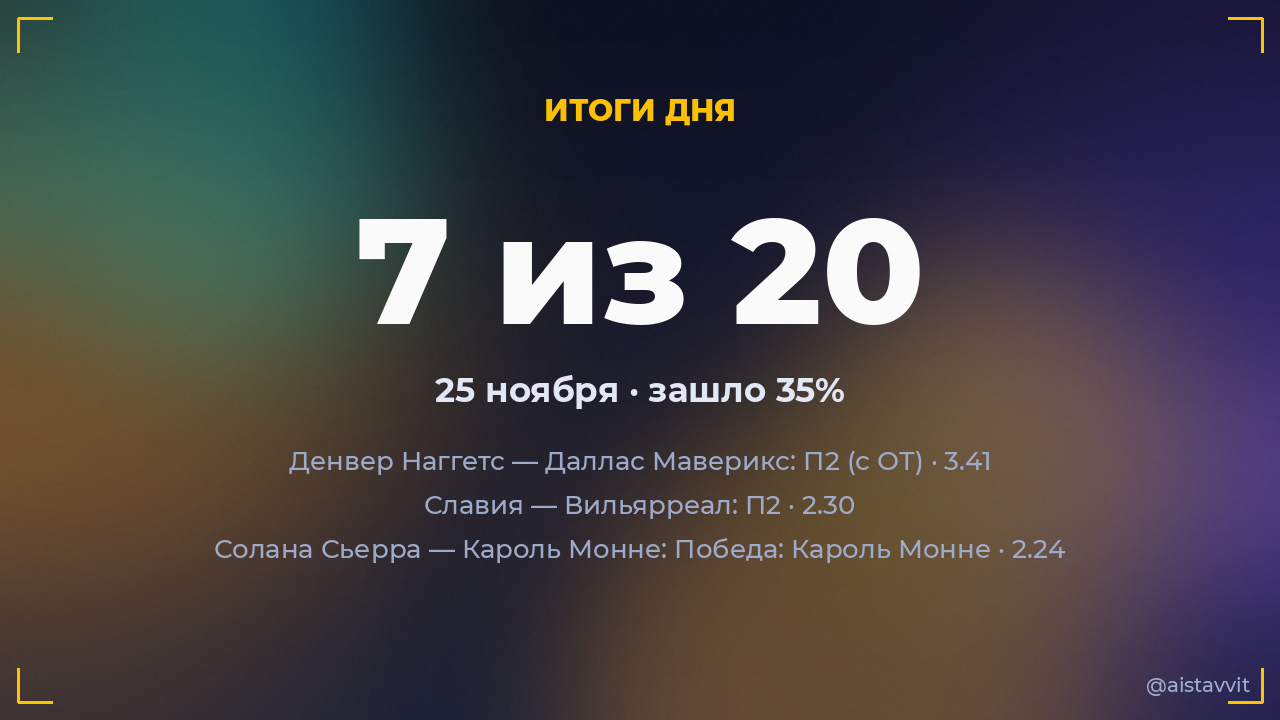 ИТОГИ ДНЯ
7 из 20
25 ноября · зашло 35%
Денвер Наггетс — Даллас Маверикс: П2 (с ОТ) · 3.41
Славия — Вильярреал: П2 · 2.30
Солана Сьерра — Кароль Монне: Победа: Кароль Монне · 2.24
@aistavvit